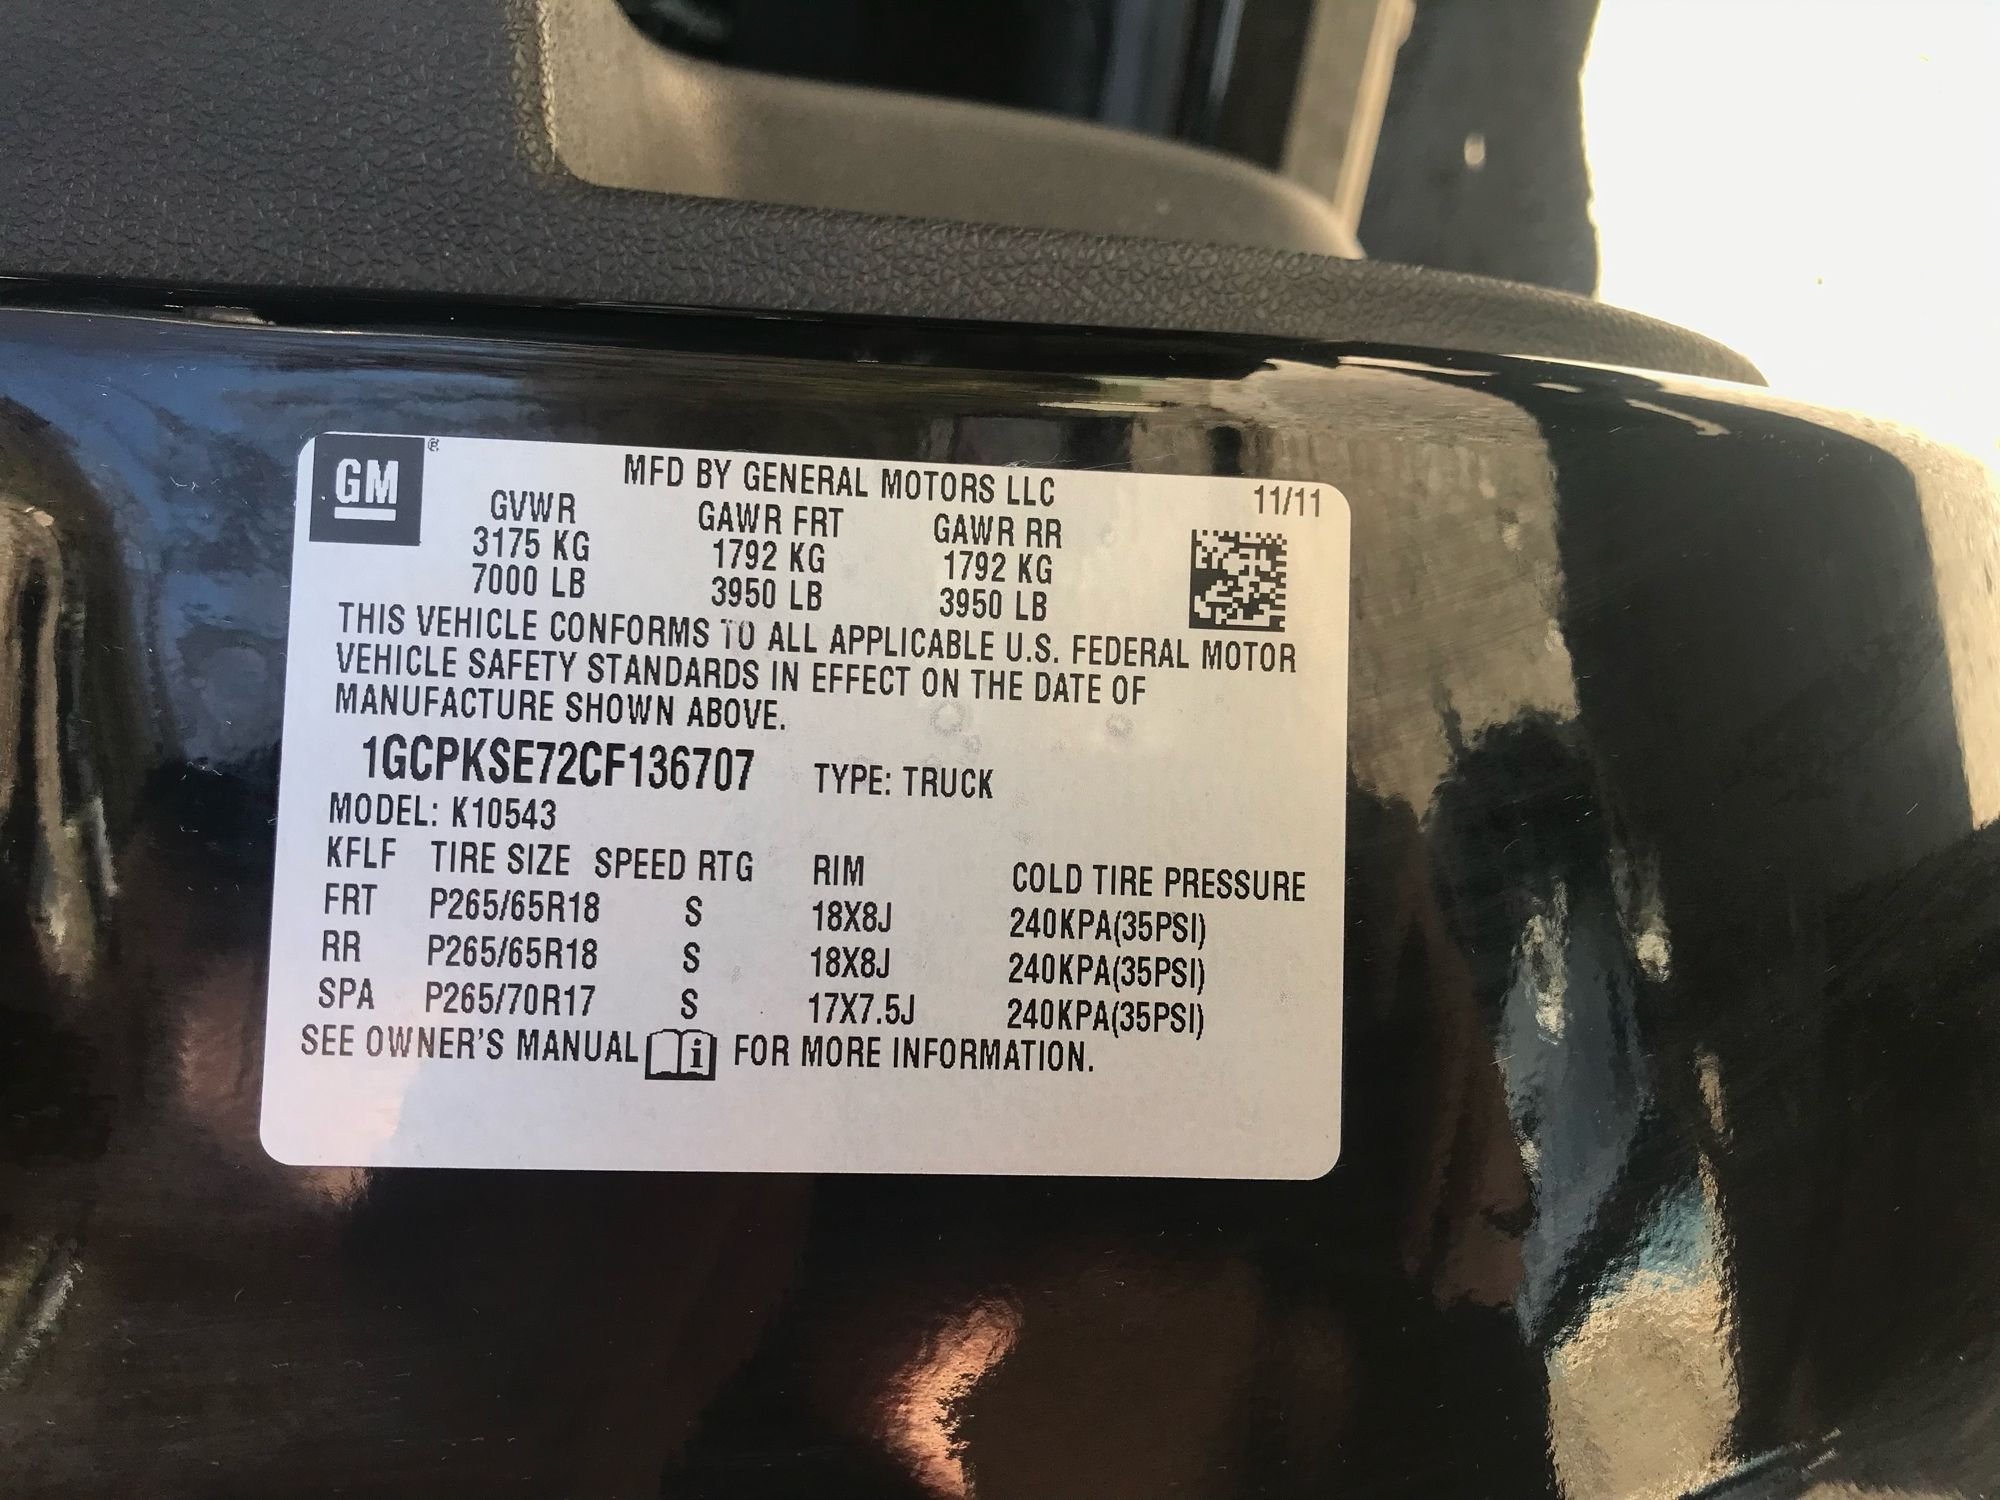 GM ®
MFD BY GENERAL MOTORS LLC 11/11
GVWR GAWR FRT GAWR RR
3175 KG 1792 KG 1792 KG
7000 LB 3950 LB 3950 LB
THIS VEHICLE CONFORMS TO ALL APPLICABLE U.S. FEDERAL MOTOR
VEHICLE SAFETY STANDARDS IN EFFECT ON THE DATE OF
MANUFACTURE SHOWN ABOVE.
1GCPKSE72CF136707 TYPE: TRUCK
MODEL: K10543
KFLF TIRE SIZE SPEED RTG RIM COLD TIRE PRESSURE
FRT P265/65R18 S 18X8J 240KPA(35PSI)
RR P265/65R18 S 18X8J 240KPA(35PSI)
SPA P265/70R17 S 17X7.5J 240KPA(35PSI)
SEE OWNER'S MANUAL i FOR MORE INFORMATION.